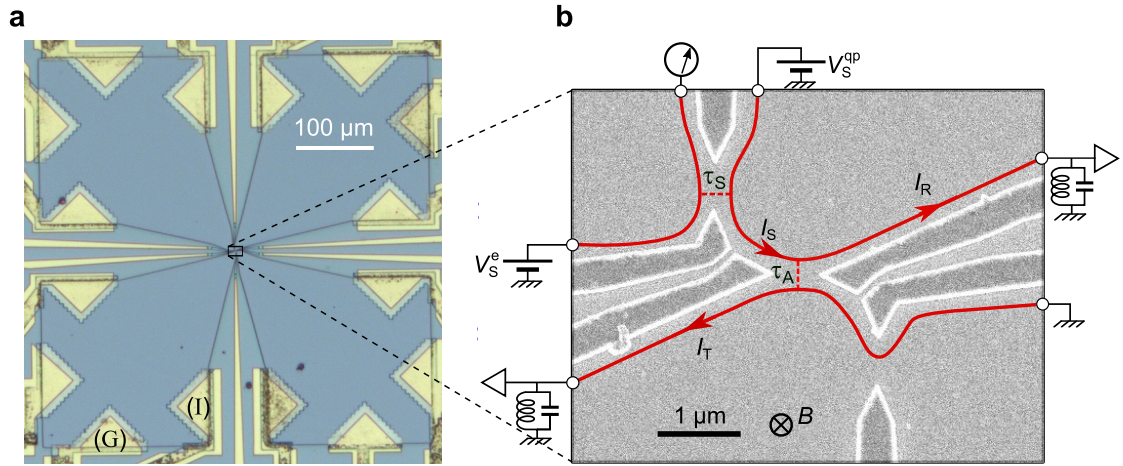 a
b
100 µm
(I)
(G)
V_S^qp
τ_S
I_R
I_S
V_S^e
τ_A
I_T
1 µm
B